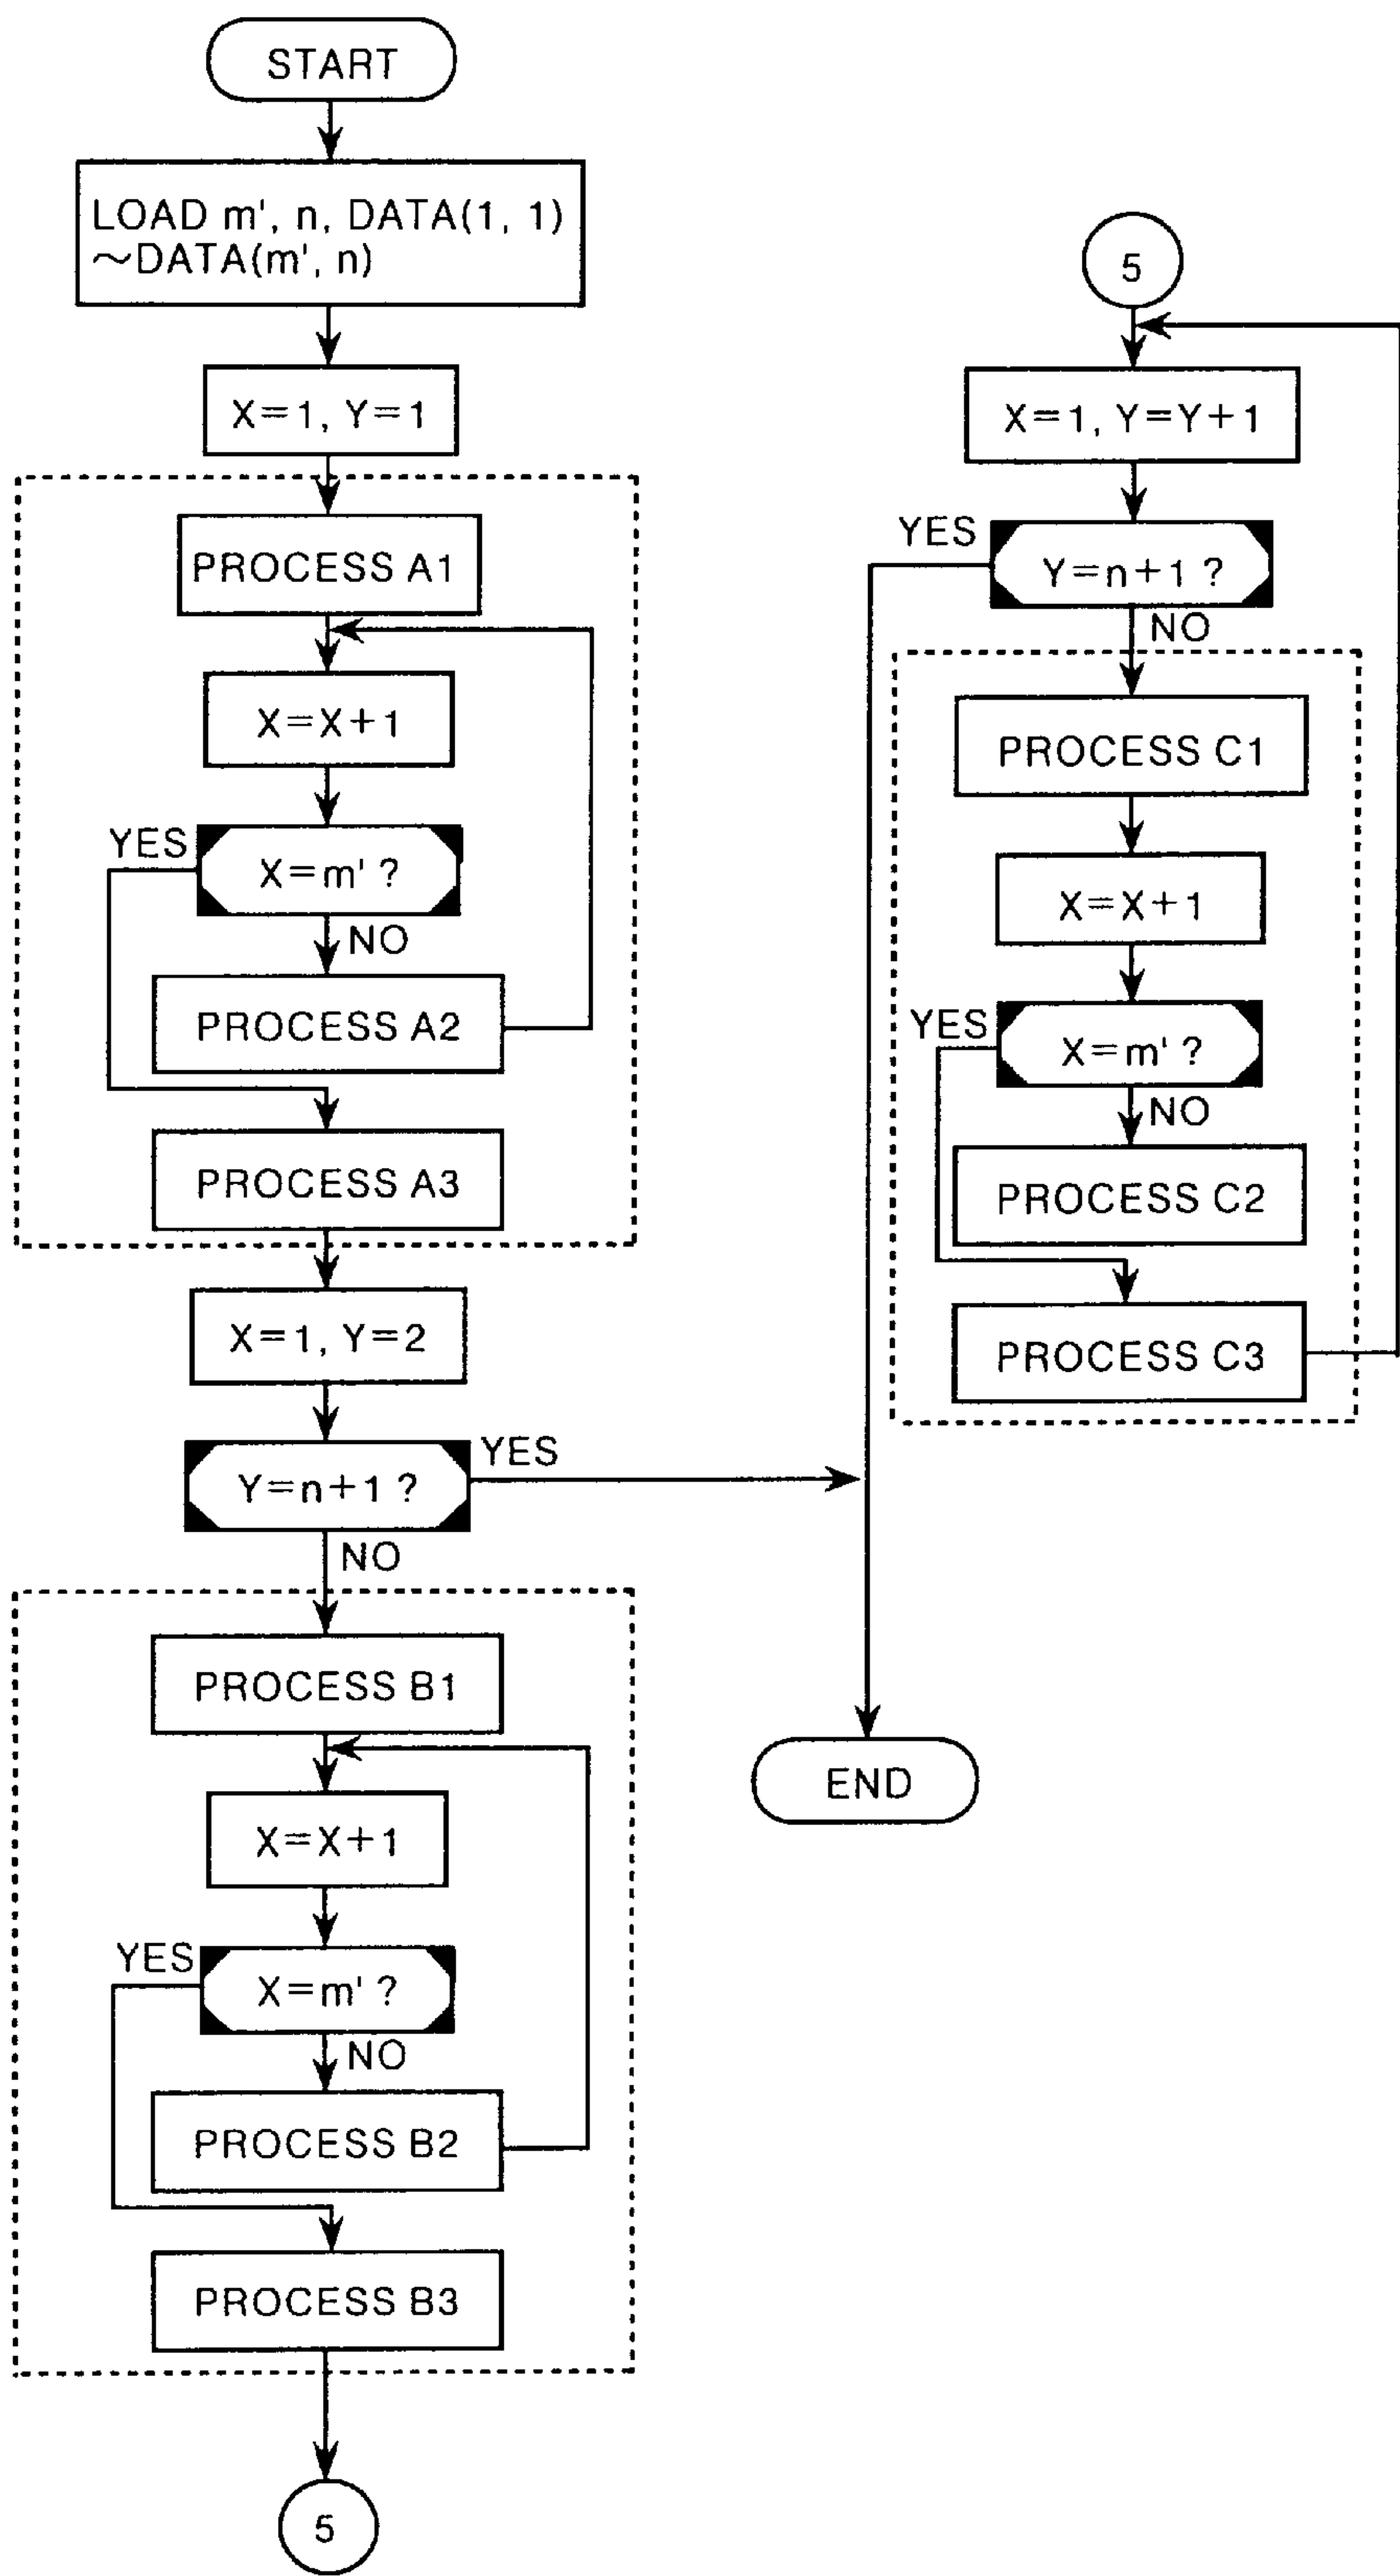 START
LOAD m', n, DATA(1, 1)
~DATA(m', n)
X=1, Y=1
PROCESS A1
X=X+1
YES
X=m' ?
NO
PROCESS A2
PROCESS A3
X=1, Y=2
YES
Y=n+1 ?
NO
PROCESS B1
X=X+1
YES
X=m' ?
NO
PROCESS B2
PROCESS B3
5
5
X=1, Y=Y+1
YES
Y=n+1 ?
NO
PROCESS C1
X=X+1
YES
X=m' ?
NO
PROCESS C2
PROCESS C3
END